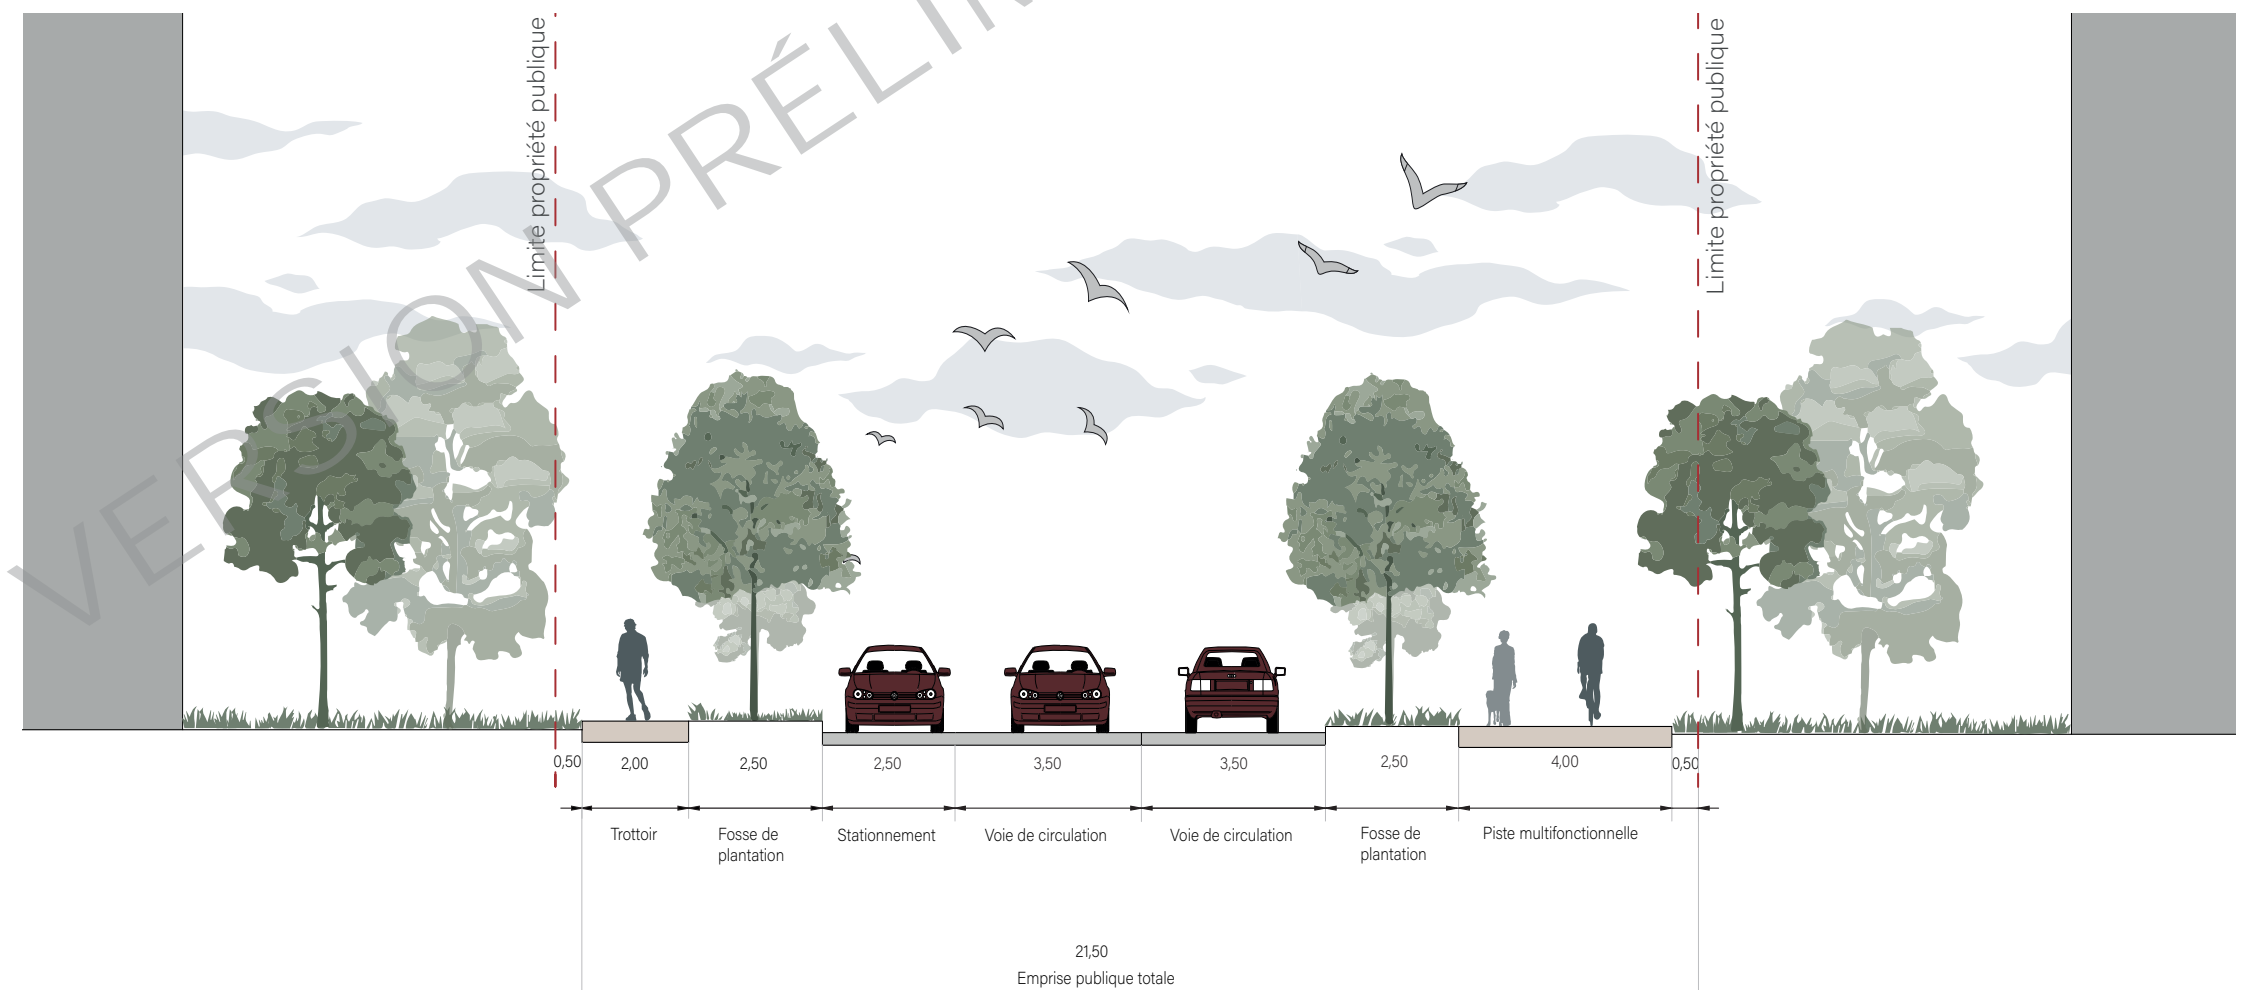 Limite propriété publique
Limite propriété publique
VERSION PRÉLI
0,50
2,00
2,50
2,50
3,50
3,50
2,50
4,00
0,50
Trottoir
Fosse de
plantation
Stationnement
Voie de circulation
Voie de circulation
Fosse de
plantation
Piste multifonctionnelle
21,50
Emprise publique totale